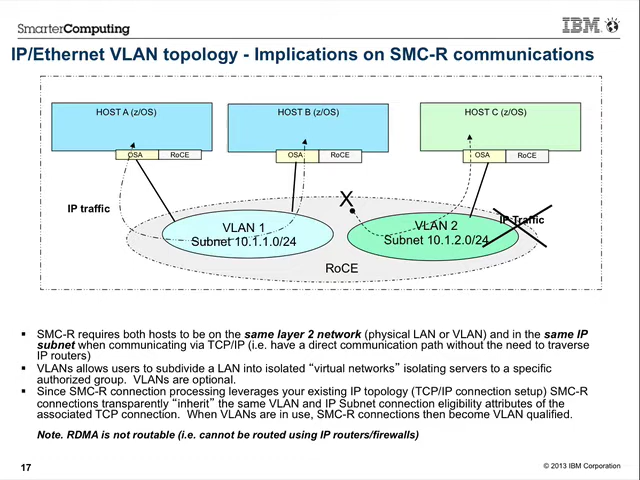 SmarterComputing
IBM
IP/Ethernet VLAN topology - Implications on SMC-R communications
HOST A (z/OS)
HOST B (z/OS)
HOST C (z/OS)
OSA
RoCE
OSA
RoCE
OSA
RoCE
IP traffic
X
IP Traffic
VLAN 1
Subnet 10.1.1.0/24
VLAN 2
Subnet 10.1.2.0/24
RoCE
▪ SMC-R requires both hosts to be on the same layer 2 network (physical LAN or VLAN) and in the same IP
subnet when communicating via TCP/IP (i.e. have a direct communication path without the need to traverse
IP routers)
▪ VLANs allows users to subdivide a LAN into isolated “virtual networks” isolating servers to a specific
authorized group. VLANs are optional.
▪ Since SMC-R connection processing leverages your existing IP topology (TCP/IP connection setup) SMC-R
connections transparently “inherit” the same VLAN and IP Subnet connection eligibility attributes of the
associated TCP connection. When VLANs are in use, SMC-R connections then become VLAN qualified.
Note. RDMA is not routable (i.e. cannot be routed using IP routers/firewalls)
17
© 2013 IBM Corporation